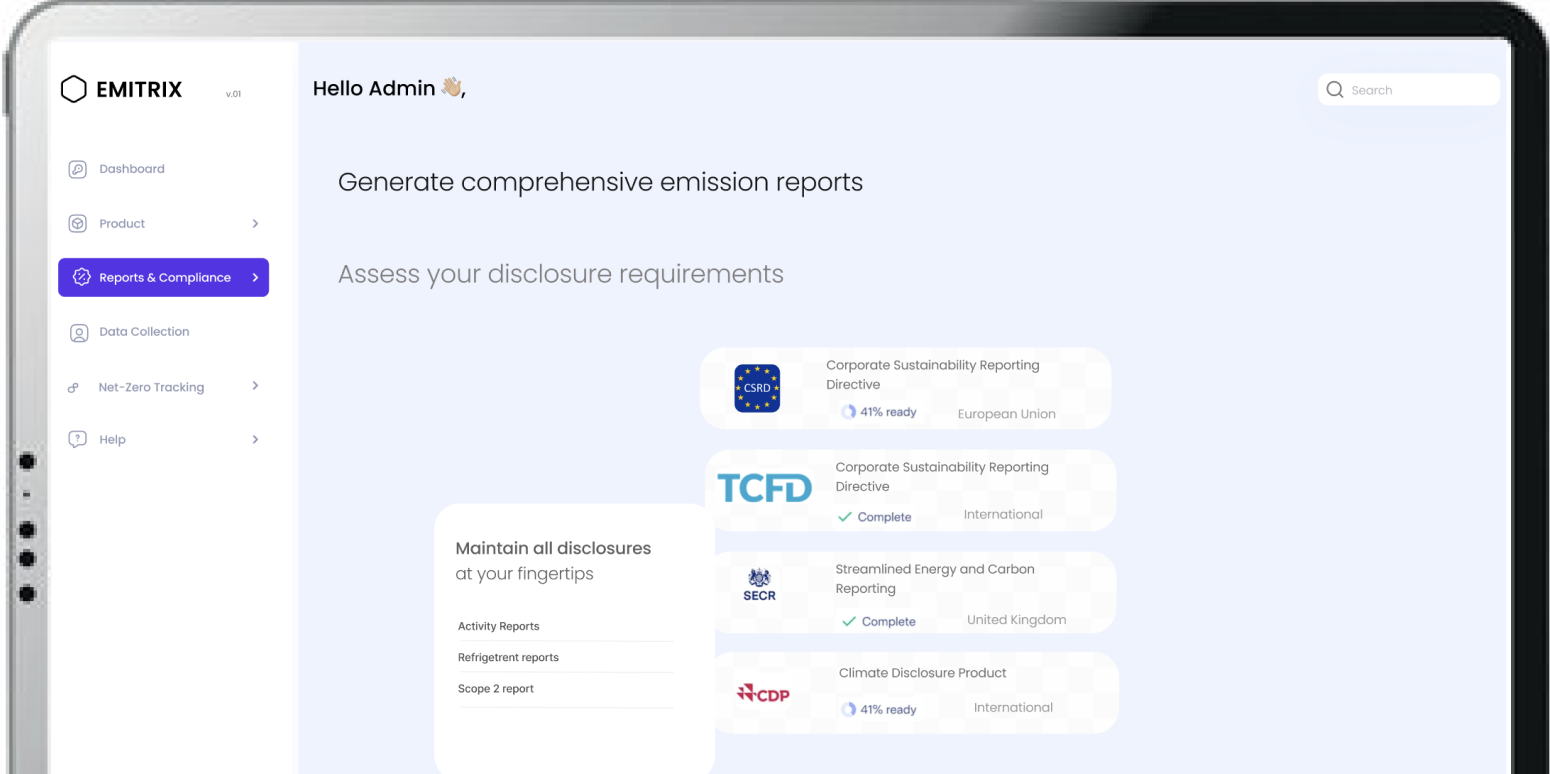 EMITRIX v.01
Hello Admin 👋🏼,
Search
Dashboard
Product
Reports & Compliance
Data Collection
Net-Zero Tracking
Help
Generate comprehensive emission reports
Assess your disclosure requirements
CSRD
Corporate Sustainability Reporting
Directive
41% ready European Union
TCFD
Corporate Sustainability Reporting
Directive
Complete International
SECR
Streamlined Energy and Carbon
Reporting
Complete United Kingdom
CDP
Climate Disclosure Product
41% ready International
Maintain all disclosures
at your fingertips
Activity Reports
Refrigetrent reports
Scope 2 report